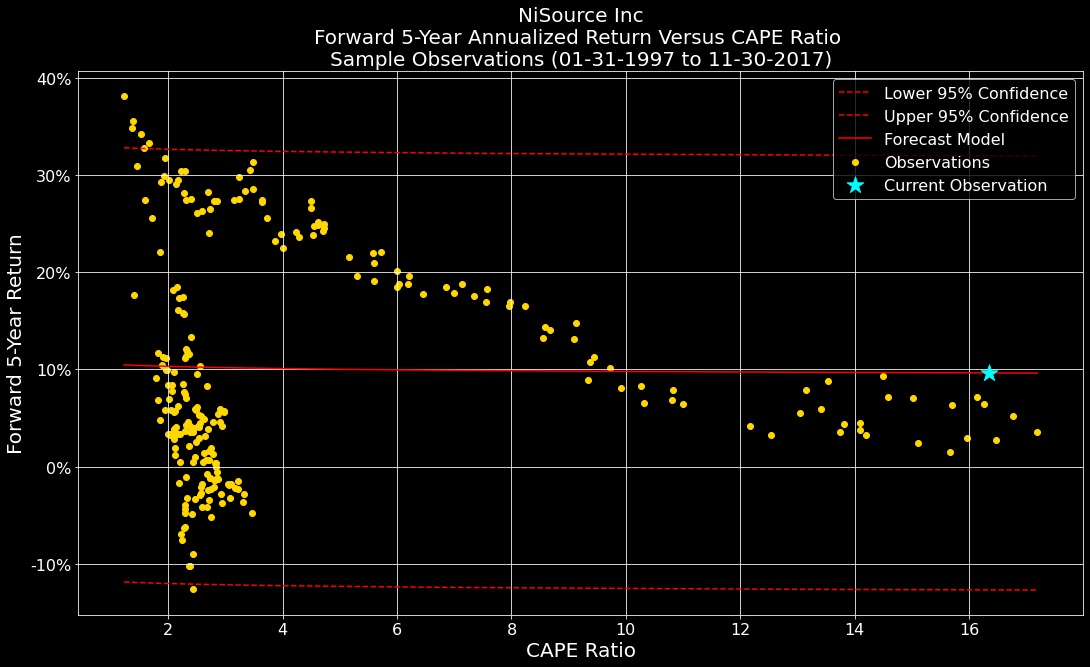 NiSource Inc
Forward 5-Year Annualized Return Versus CAPE Ratio
Sample Observations (01-31-1997 to 11-30-2017)
Lower 95% Confidence
Upper 95% Confidence
Forecast Model
Observations
Current Observation
Forward 5-Year Return
40%
30%
20%
10%
0%
-10%
2 4 6 8 10 12 14 16
CAPE Ratio